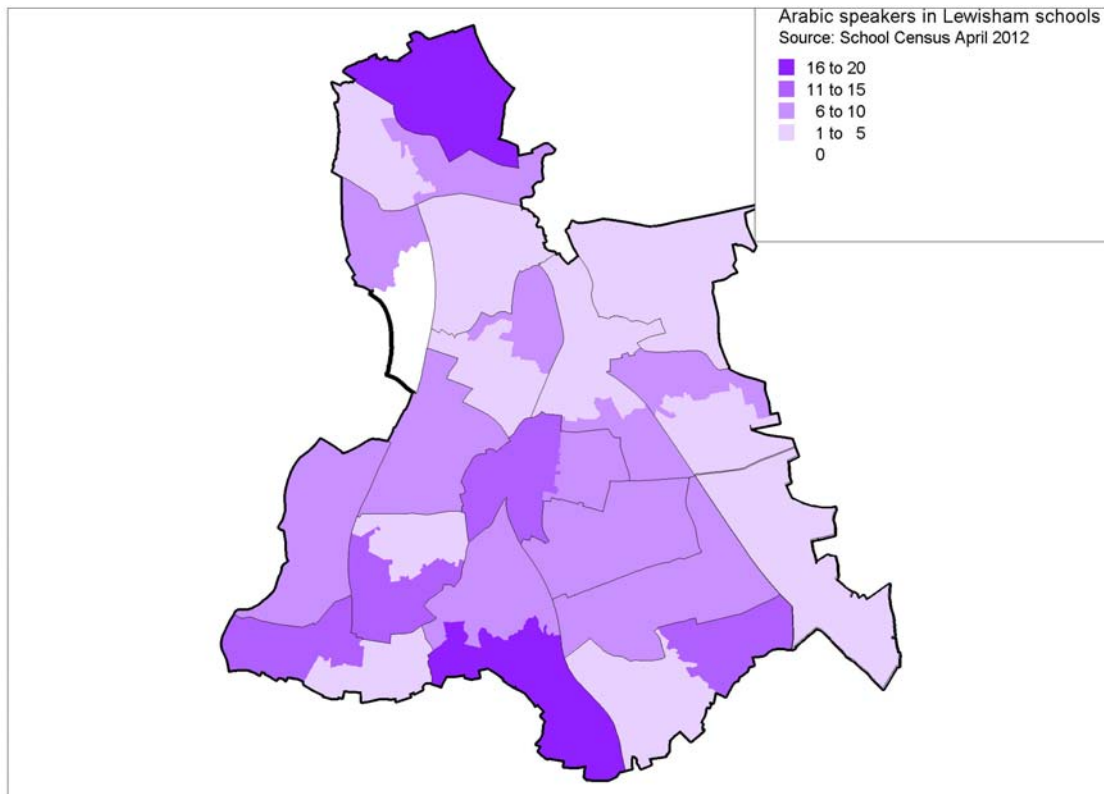 Arabic speakers in Lewisham schools
Source: School Census April 2012
16 to 20
11 to 15
6 to 10
1 to 5
0